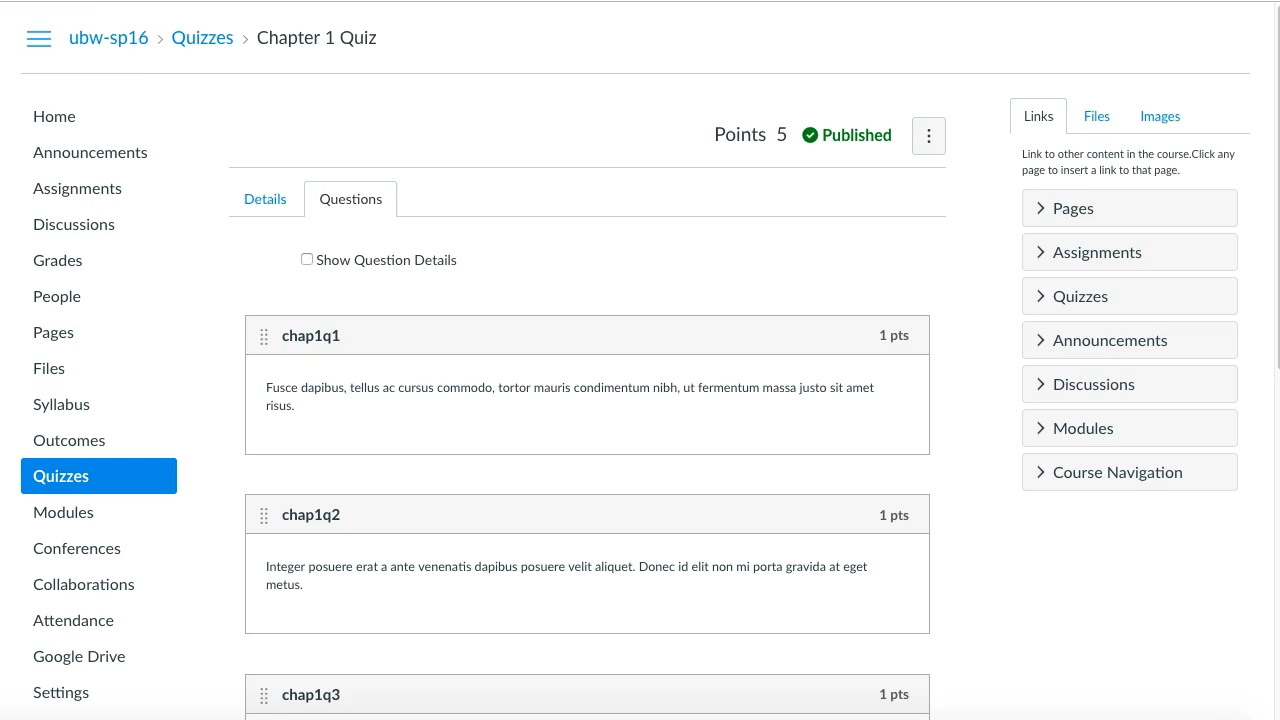 ubw-sp16 > Quizzes > Chapter 1 Quiz
Home
Announcements
Assignments
Discussions
Grades
People
Pages
Files
Syllabus
Outcomes
Quizzes
Modules
Conferences
Collaborations
Attendance
Google Drive
Settings
Points 5 Published
Details Questions
Show Question Details
chap1q1 1 pts
Fusce dapibus, tellus ac cursus commodo, tortor mauris condimentum nibh, ut fermentum massa justo sit amet
risus.
chap1q2 1 pts
Integer posuere erat a ante venenatis dapibus posuere velit aliquet. Donec id elit non mi porta gravida at eget
metus.
chap1q3 1 pts
Links Files Images
Link to other content in the course.Click any
page to insert a link to that page.
Pages
Assignments
Quizzes
Announcements
Discussions
Modules
Course Navigation